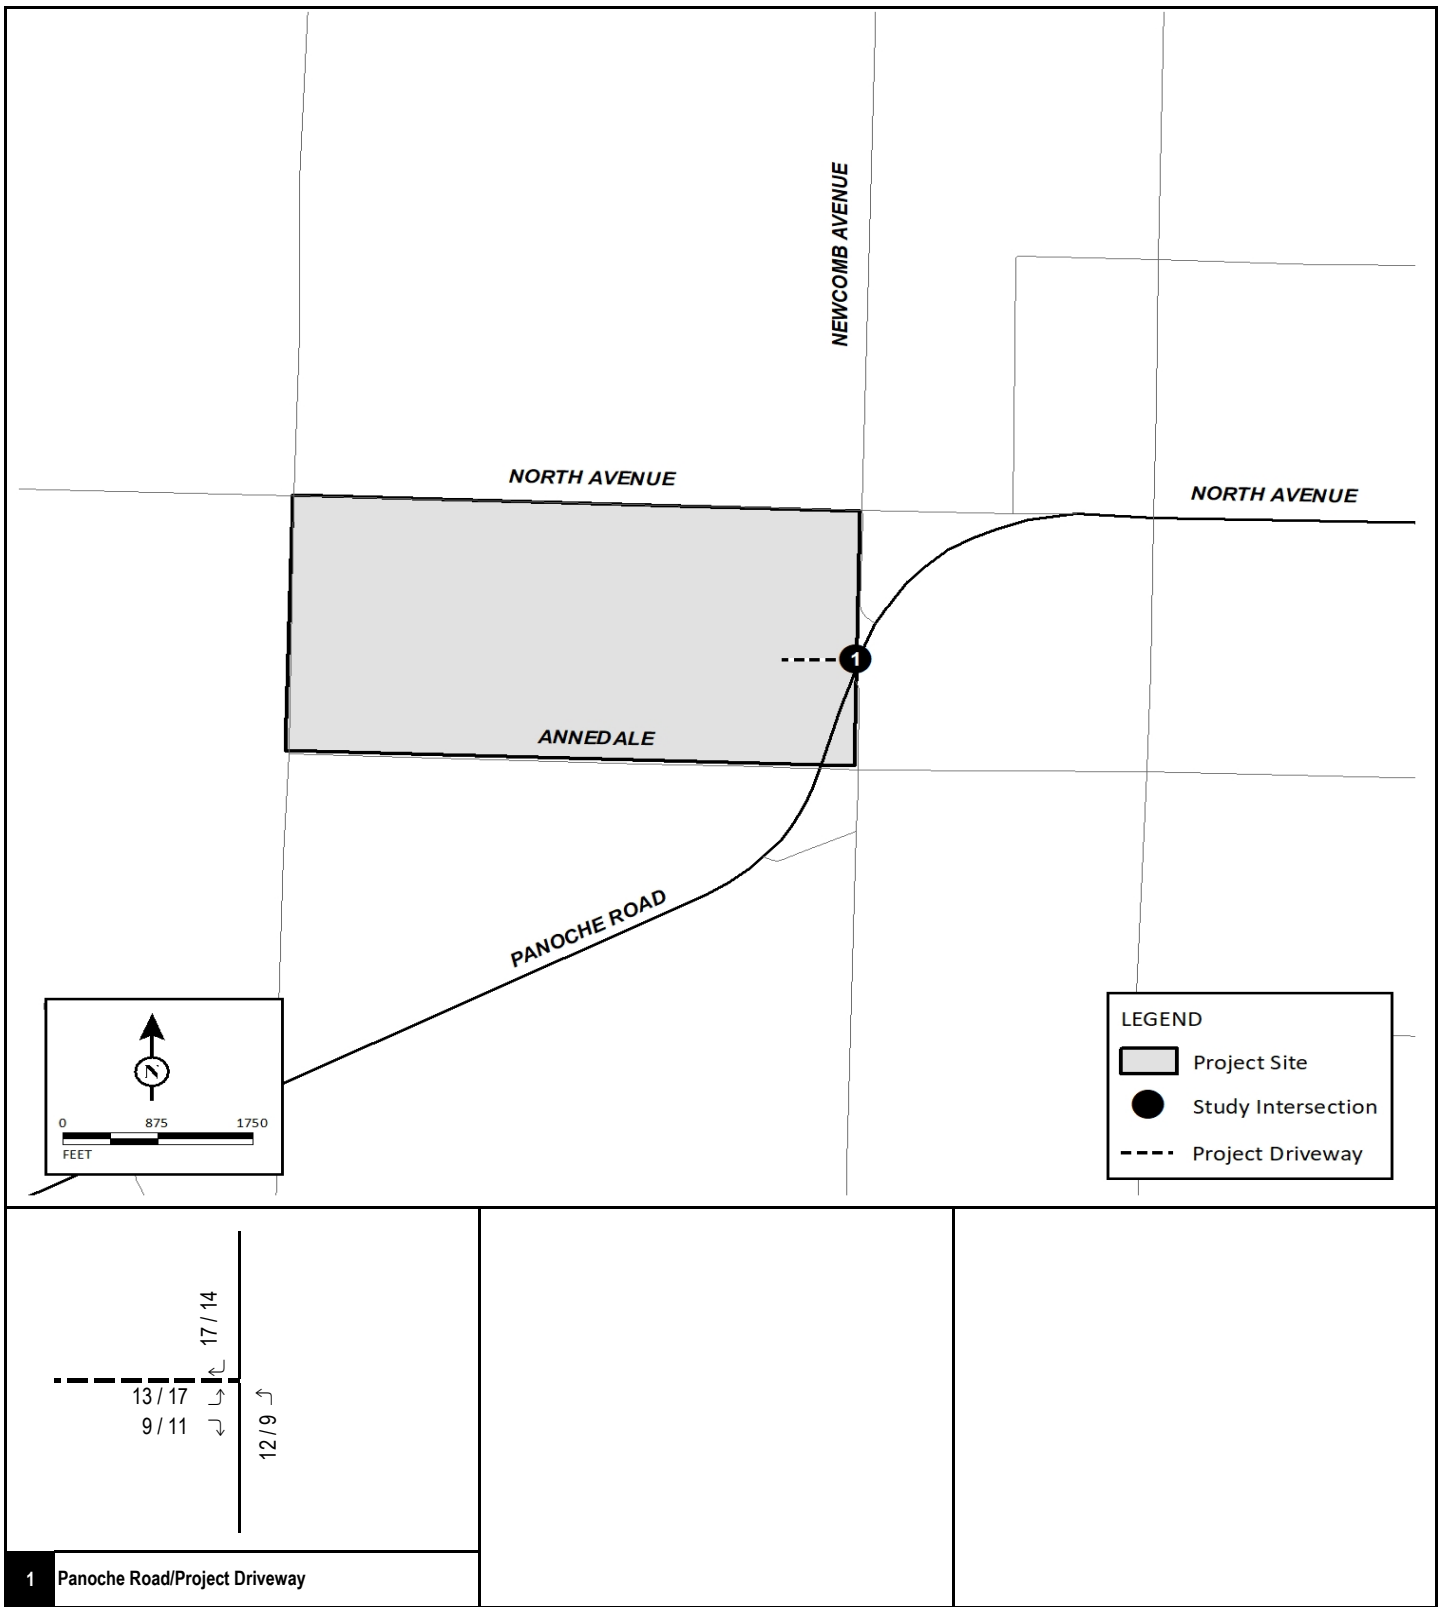 NEWCOMB AVENUE
NORTH AVENUE
NORTH AVENUE
1
ANNEDALE
PANOCHE ROAD
N
0 875 1750
FEET
LEGEND
Project Site
Study Intersection
Project Driveway
17 / 14
13 / 17
9 / 11
12 / 9
1 Panoche Road/Project Driveway